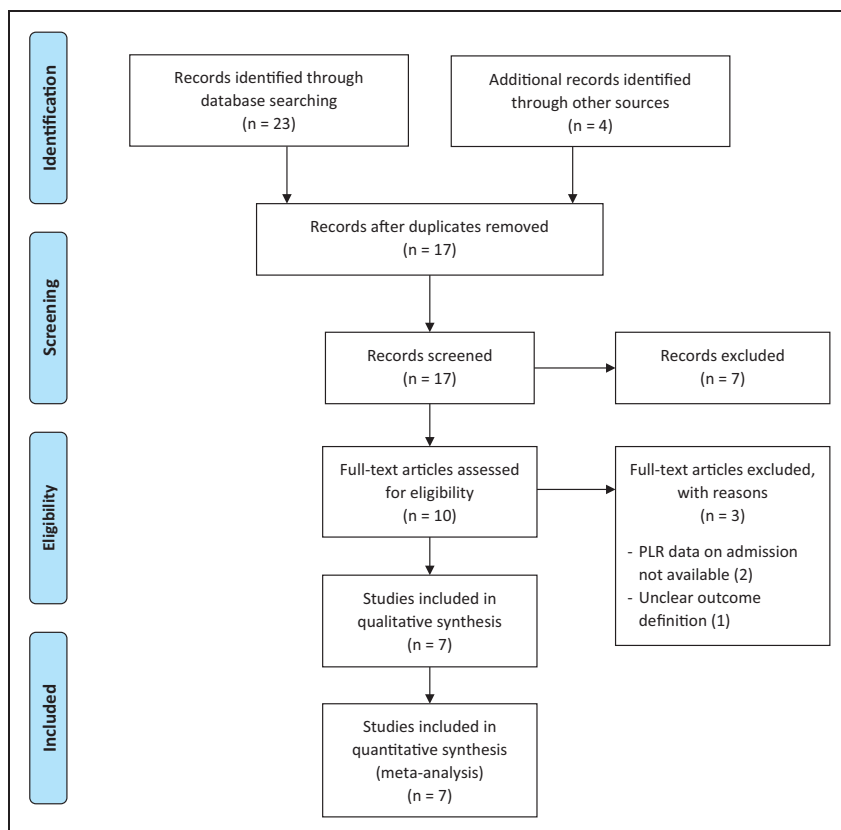 Identification
Records identified through
database searching
(n = 23)
Additional records identified
through other sources
(n = 4)
Records after duplicates removed
(n = 17)
Screening
Records screened
(n = 17)
Records excluded
(n = 7)
Eligibility
Full-text articles assessed
for eligibility
(n = 10)
Full-text articles excluded,
with reasons
(n = 3)
- PLR data on admission
not available (2)
- Unclear outcome
definition (1)
Studies included in
qualitative synthesis
(n = 7)
Included
Studies included in
quantitative synthesis
(meta-analysis)
(n = 7)